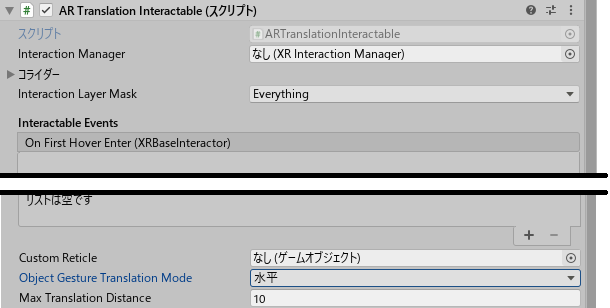 AR Translation Interactable (スクリプト)
スクリプト ARTranslationInteractable
Interaction Manager なし (XR Interaction Manager)
コライダー
Interaction Layer Mask Everything
Interactable Events
On First Hover Enter (XRBaseInteractor)
リストは空です
Custom Reticle なし (ゲームオブジェクト)
Object Gesture Translation Mode 水平
Max Translation Distance 10